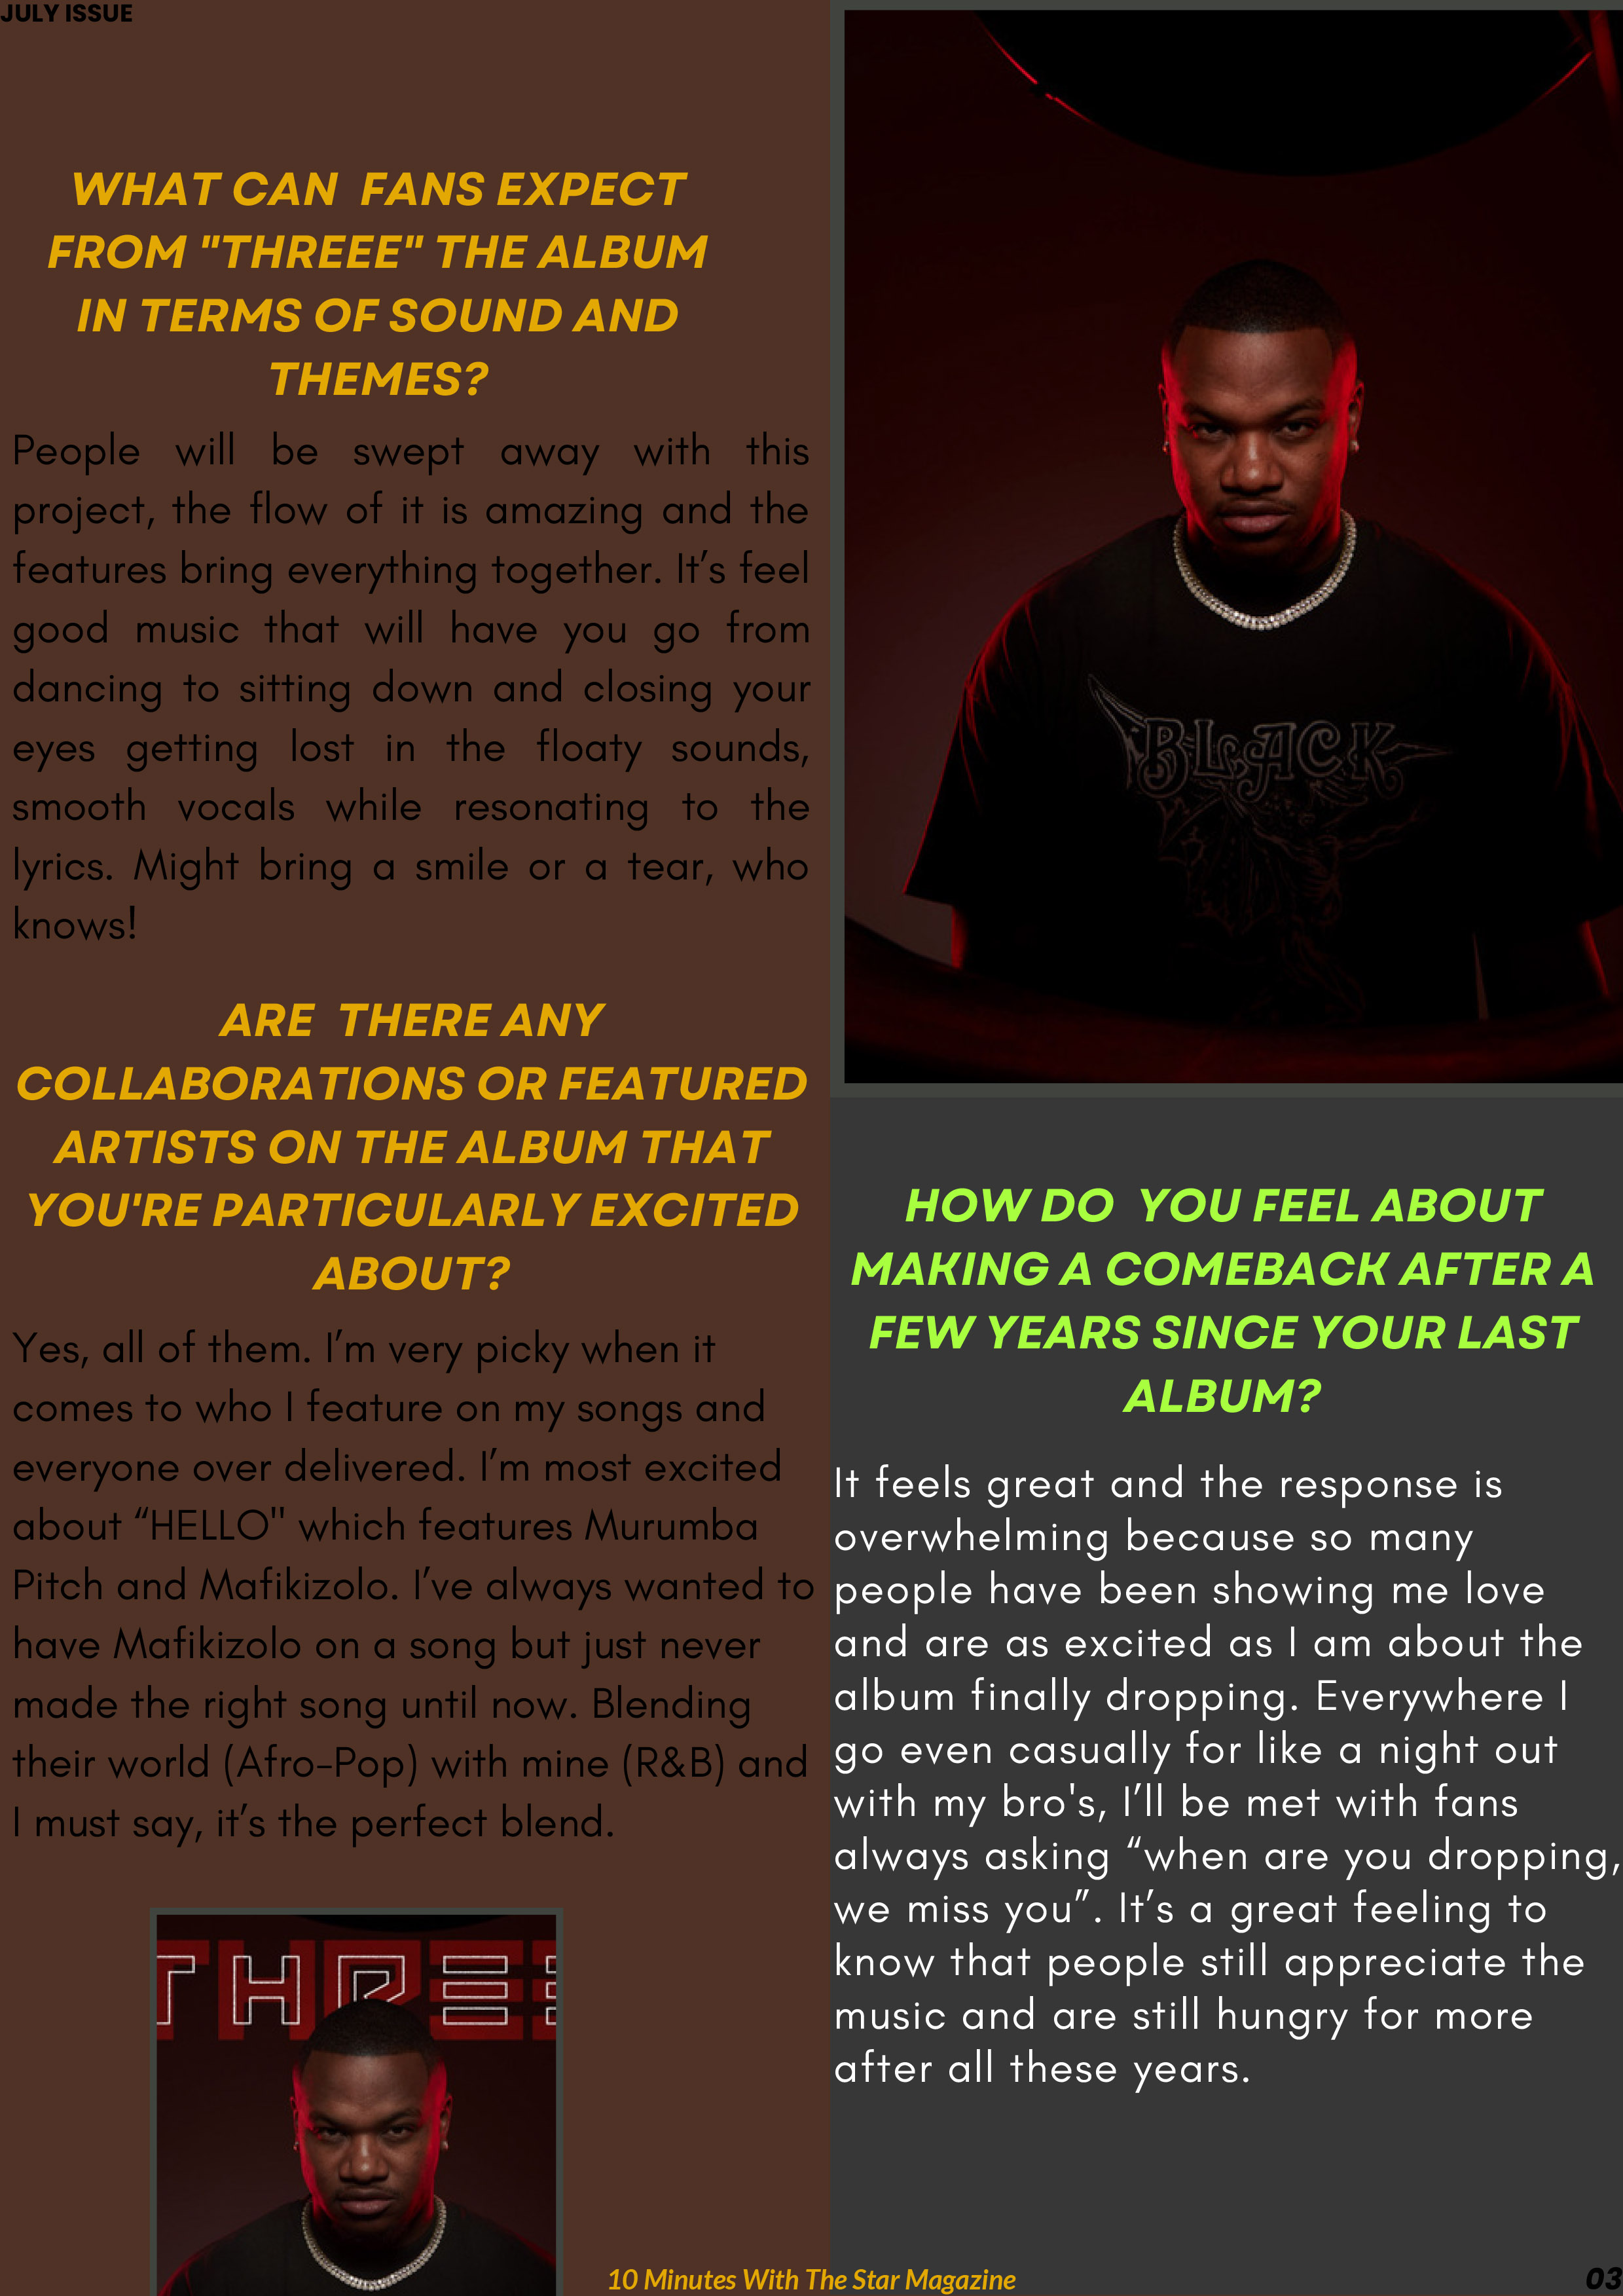 JULY ISSUE
WHAT CAN FANS EXPECT
FROM "THREEE" THE ALBUM
IN TERMS OF SOUND AND
THEMES?
People will be swept away with this
project, the flow of it is amazing and the
features bring everything together. It’s feel
good music that will have you go from
dancing to sitting down and closing your
eyes getting lost in the floaty sounds,
smooth vocals while resonating to the
lyrics. Might bring a smile or a tear, who
knows!
ARE THERE ANY
COLLABORATIONS OR FEATURED
ARTISTS ON THE ALBUM THAT
YOU'RE PARTICULARLY EXCITED
ABOUT?
Yes, all of them. I’m very picky when it
comes to who I feature on my songs and
everyone over delivered. I’m most excited
about “HELLO" which features Murumba
Pitch and Mafikizolo. I’ve always wanted to
have Mafikizolo on a song but just never
made the right song until now. Blending
their world (Afro-Pop) with mine (R&B) and
I must say, it’s the perfect blend.
THREE
BLACK
HOW DO YOU FEEL ABOUT
MAKING A COMEBACK AFTER A
FEW YEARS SINCE YOUR LAST
ALBUM?
It feels great and the response is
overwhelming because so many
people have been showing me love
and are as excited as I am about the
album finally dropping. Everywhere I
go even casually for like a night out
with my bro's, I’ll be met with fans
always asking “when are you dropping,
we miss you”. It’s a great feeling to
know that people still appreciate the
music and are still hungry for more
after all these years.
10 Minutes With The Star Magazine
03